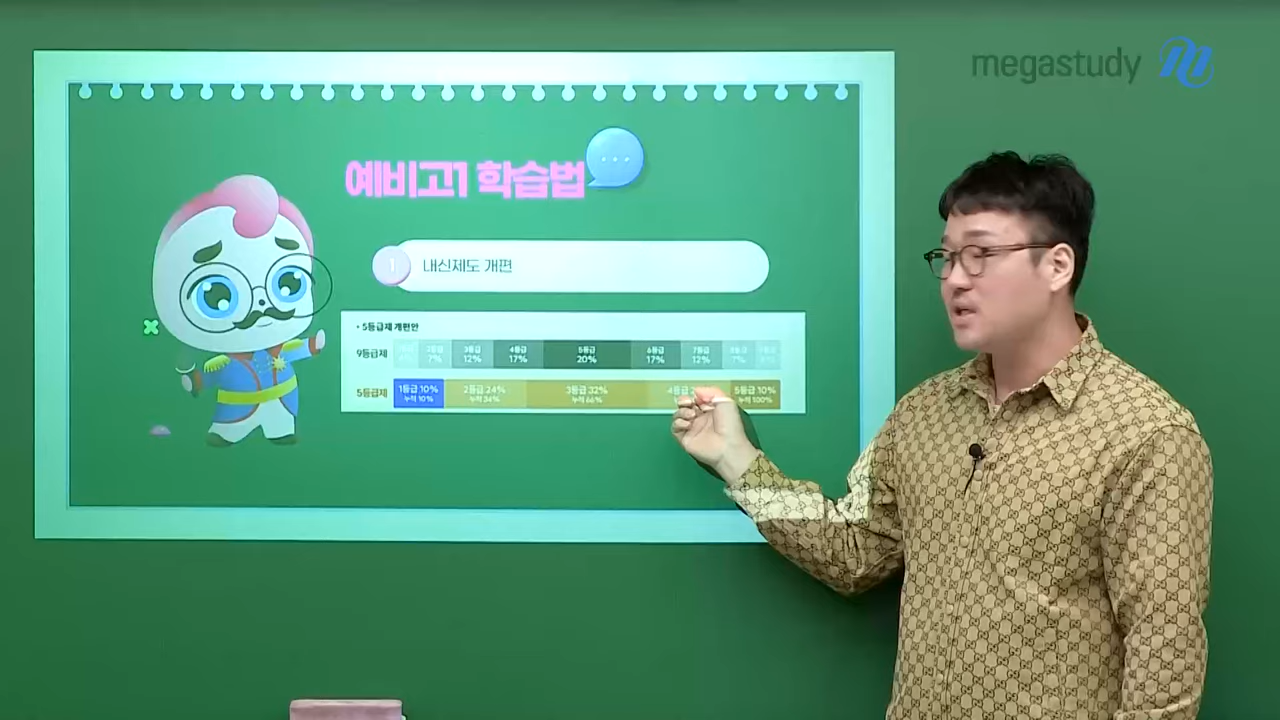 megastudy
예비고1 학습법
1 내신제도 개편
• 5등급제 개편안
9등급제 2등급 7% 3등급 12% 4등급 17% 5등급 20% 6등급 17% 7등급 12% 7%
5등급제 1등급 10% 누적 10% 2등급 24% 누적 34% 3등급 32% 누적 66% 4등급 5등급 10% 누적 100%